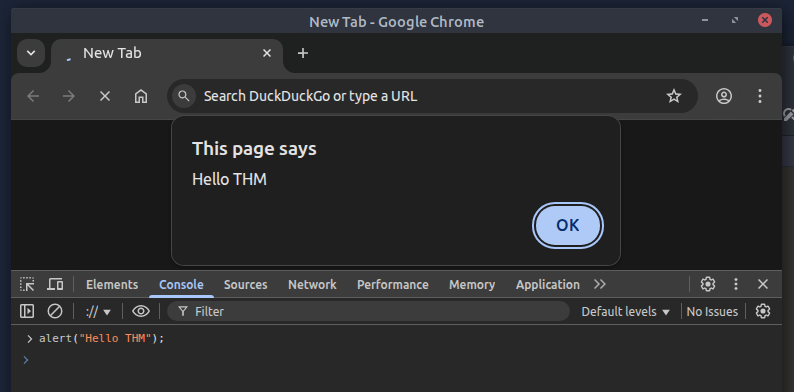 New Tab - Google Chrome
New Tab
Search DuckDuckGo or type a URL
This page says
Hello THM
OK
Elements Console Sources Network Performance Memory Application
:// Filter Default levels No Issues
alert("Hello THM");